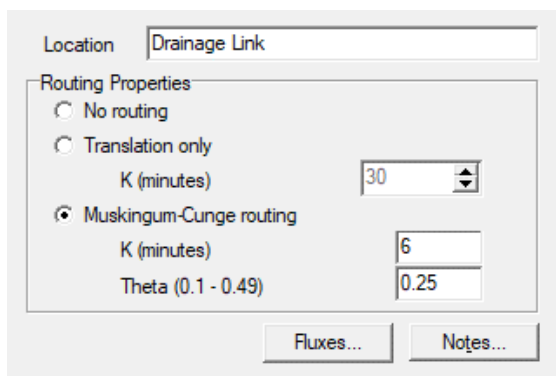 Location Drainage Link
Routing Properties
No routing
Translation only
K (minutes) 30
Muskingum-Cunge routing
K (minutes) 6
Theta (0.1 - 0.49) 0.25
Fluxes... Notes...